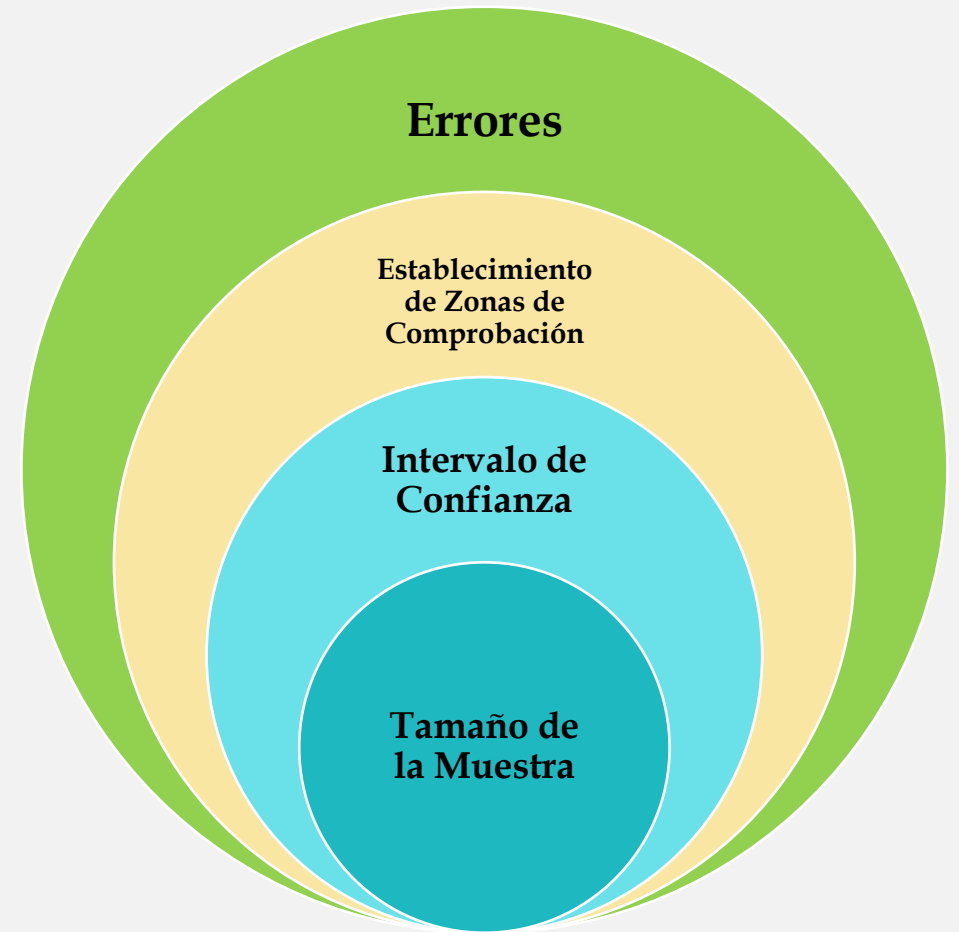 Errores
Establecimiento
de Zonas de
Comprobación
Intervalo de
Confianza
Tamaño de
la Muestra